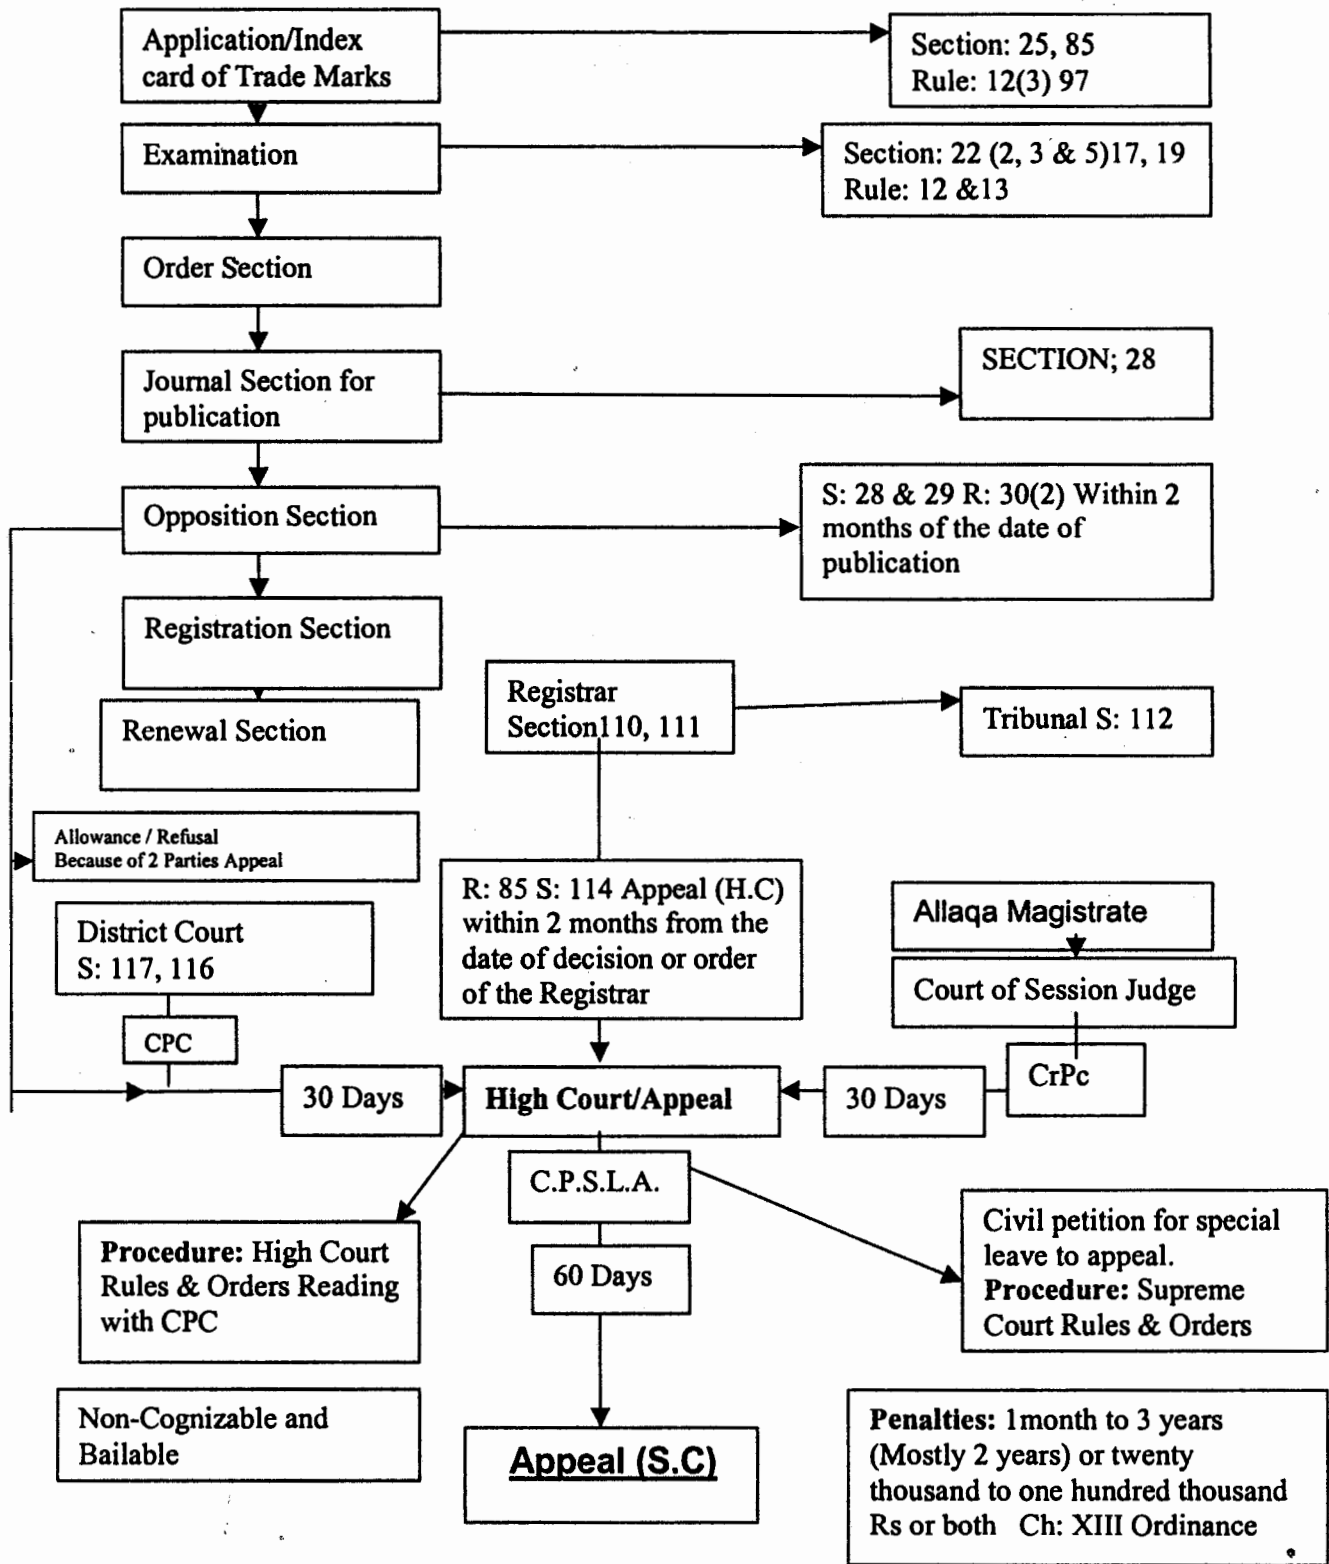 Application/Index
card of Trade Marks
Section: 25, 85
Rule: 12(3) 97
Examination
Section: 22 (2, 3 & 5)17, 19
Rule: 12 &13
Order Section
Journal Section for
publication
SECTION; 28
Opposition Section
S: 28 & 29 R: 30(2) Within 2
months of the date of
publication
Registration Section
Renewal Section
Registrar
Section110, 111
Tribunal S: 112
Allowance / Refusal
Because of 2 Parties Appeal
District Court
S: 117, 116
CPC
R: 85 S: 114 Appeal (H.C)
within 2 months from the
date of decision or order
of the Registrar
Allaqa Magistrate
Court of Session Judge
CrPc
30 Days
High Court/Appeal
30 Days
C.P.S.L.A.
60 Days
Procedure: High Court
Rules & Orders Reading
with CPC
Civil petition for special
leave to appeal.
Procedure: Supreme
Court Rules & Orders
Non-Cognizable and
Bailable
Appeal (S.C)
Penalties: 1month to 3 years
(Mostly 2 years) or twenty
thousand to one hundred thousand
Rs or both Ch: XIII Ordinance